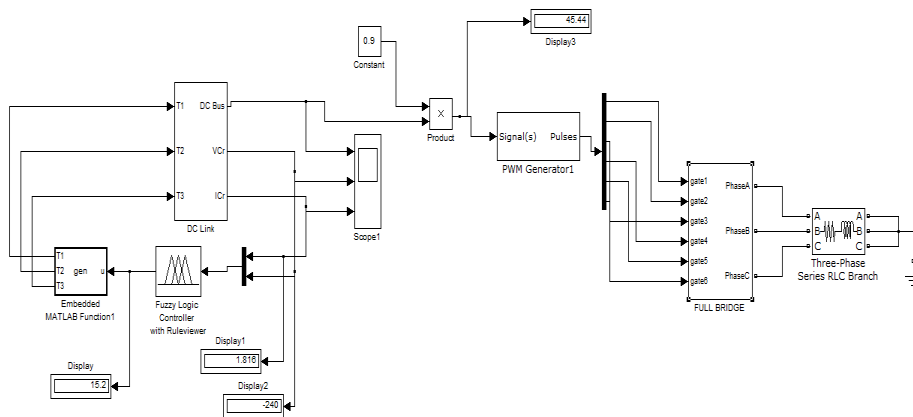 45.44
Display3
0.9
Constant
T1
DC Bus
T2
VCr
T3
ICr
DC Link
X
Product
Signal(s)
Pulses
PWM Generator1
Scope1
gate1
gate2
gate3
gate4
gate5
gate6
PhaseA
PhaseB
PhaseC
FULL BRIDGE
A
B
C
A
B
C
Three-Phase
Series RLC Branch
T1
T2
T3
gen
u
Embedded
MATLAB Function1
Fuzzy Logic
Controller
with Ruleviewer
Display1
1.816
Display
15.2
Display2
-240